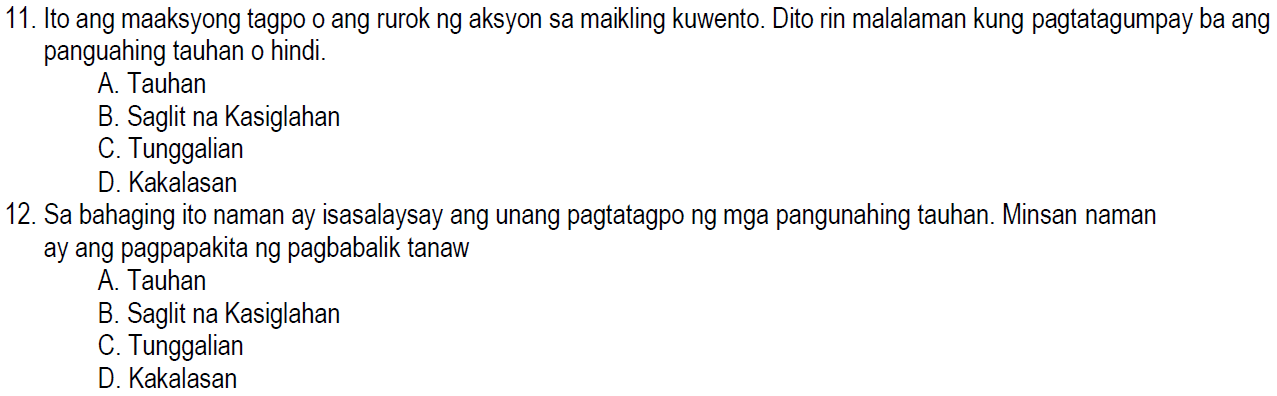 11. Ito ang maaksyong tagpo o ang rurok ng aksyon sa maikling kuwento. Dito rin malalaman kung pagtatagumpay ba ang
panguahing tauhan o hindi.
A. Tauhan
B. Saglit na Kasiglahan
C. Tunggalian
D. Kakalasan
12. Sa bahaging ito naman ay isasalaysay ang unang pagtatagpo ng mga pangunahing tauhan. Minsan naman
ay ang pagpapakita ng pagbabalik tanaw
A. Tauhan
B. Saglit na Kasiglahan
C. Tunggalian
D. Kakalasan